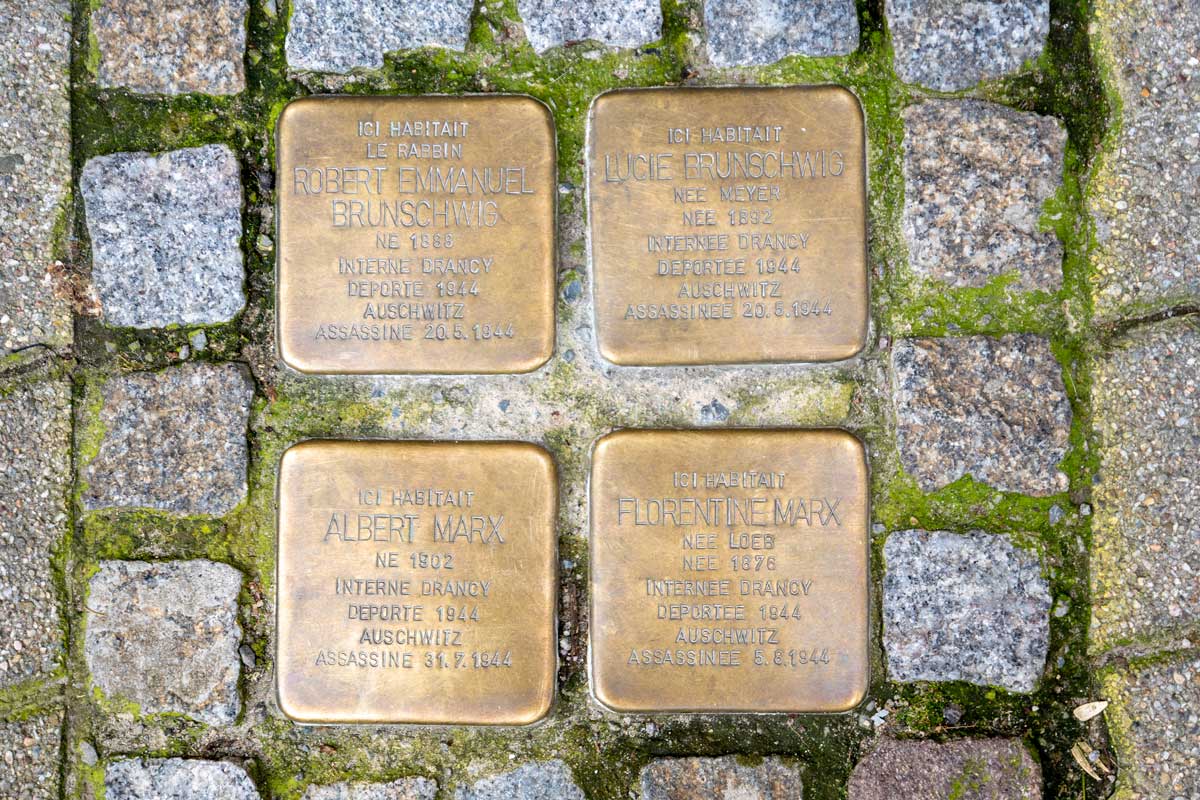 ICI HABITAIT
LE RABBIN
ROBERT EMMANUEL
BRUNSCHWIG
NE 1888
INTERNE DRANCY
DEPORTE 1944
AUSCHWITZ
ASSASSINE 20.5.1944
ICI HABITAIT
LUCIE BRUNSCHWIG
NEE MEYER
NEE 1892
INTERNEE DRANCY
DEPORTEE 1944
AUSCHWITZ
ASSASSINEE 20.5.1944
ICI HABITAIT
ALBERT MARX
NE 1902
INTERNE DRANCY
DEPORTE 1944
AUSCHWITZ
ASSASSINE 31.7.1944
ICI HABITAIT
FLORENTINE MARX
NEE LOEB
NEE 1876
INTERNEE DRANCY
DEPORTEE 1944
AUSCHWITZ
ASSASSINEE 5.8.1944